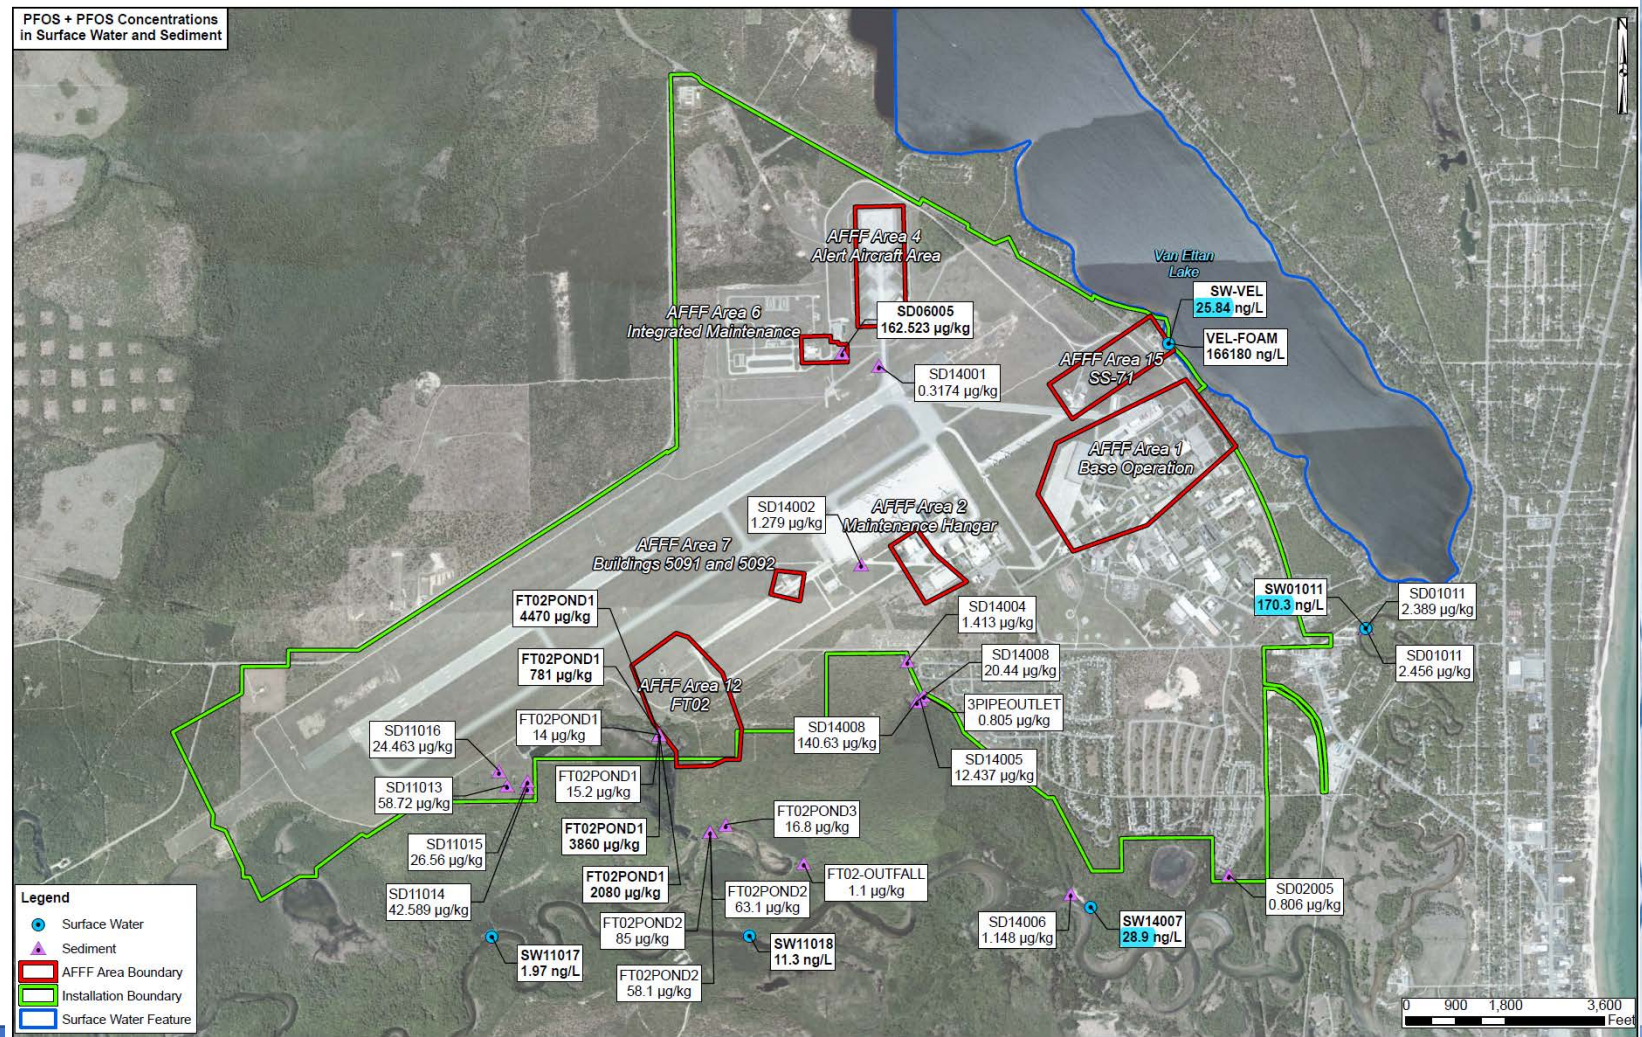 PFOS + PFOS Concentrations
in Surface Water and Sediment
AFFF Area 4
Alert Aircraft Area
Van Ettan
Lake
SW-VEL
25.84 ng/L
AFFF Area 6
Integrated Maintenance
SD06005
162.523 µg/kg
VEL-FOAM
166180 ng/L
AFFF Area 15
SS-71
SD14001
0.3174 µg/kg
AFFF Area 1
Base Operation
SD14002
1.279 µg/kg
AFFF Area 2
Maintenance Hangar
AFFF Area 7
Buildings 5091 and 5092
FT02POND1
4470 µg/kg
SW01011
170.3 ng/L
SD01011
2.389 µg/kg
SD14004
1.413 µg/kg
FT02POND1
781 µg/kg
SD14008
20.44 µg/kg
SD01011
2.456 µg/kg
AFFF Area 12
FT02
3PIPEOUTLET
0.805 µg/kg
FT02POND1
14 µg/kg
SD14008
140.63 µg/kg
SD11016
24.463 µg/kg
SD14005
12.437 µg/kg
FT02POND1
15.2 µg/kg
SD11013
58.72 µg/kg
FT02POND3
16.8 µg/kg
FT02POND1
3860 µg/kg
SD11015
26.56 µg/kg
FT02POND1
2080 µg/kg
FT02-OUTFALL
1.1 µg/kg
SD11014
42.589 µg/kg
FT02POND2
63.1 µg/kg
SD02005
0.806 µg/kg
FT02POND2
85 µg/kg
SD14006
1.148 µg/kg
SW14007
28.9 ng/L
SW11017
1.97 ng/L
SW11018
11.3 ng/L
FT02POND2
58.1 µg/kg
Legend
Surface Water
Sediment
AFFF Area Boundary
Installation Boundary
Surface Water Feature
0 900 1,800 3,600
Feet